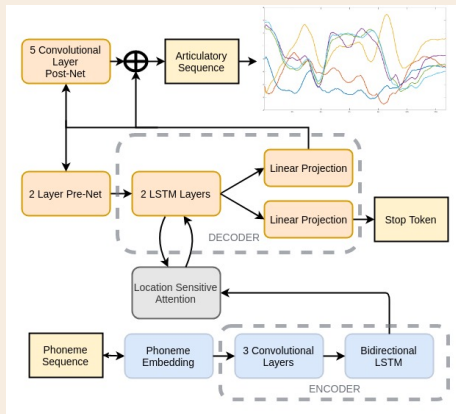 5 Convolutional
Layer
Post-Net
Articulatory
Sequence
2 Layer Pre-Net
2 LSTM Layers
Linear Projection
Linear Projection
Stop Token
DECODER
Location Sensitive
Attention
Phoneme
Sequence
Phoneme
Embedding
3 Convolutional
Layers
Bidirectional
LSTM
ENCODER